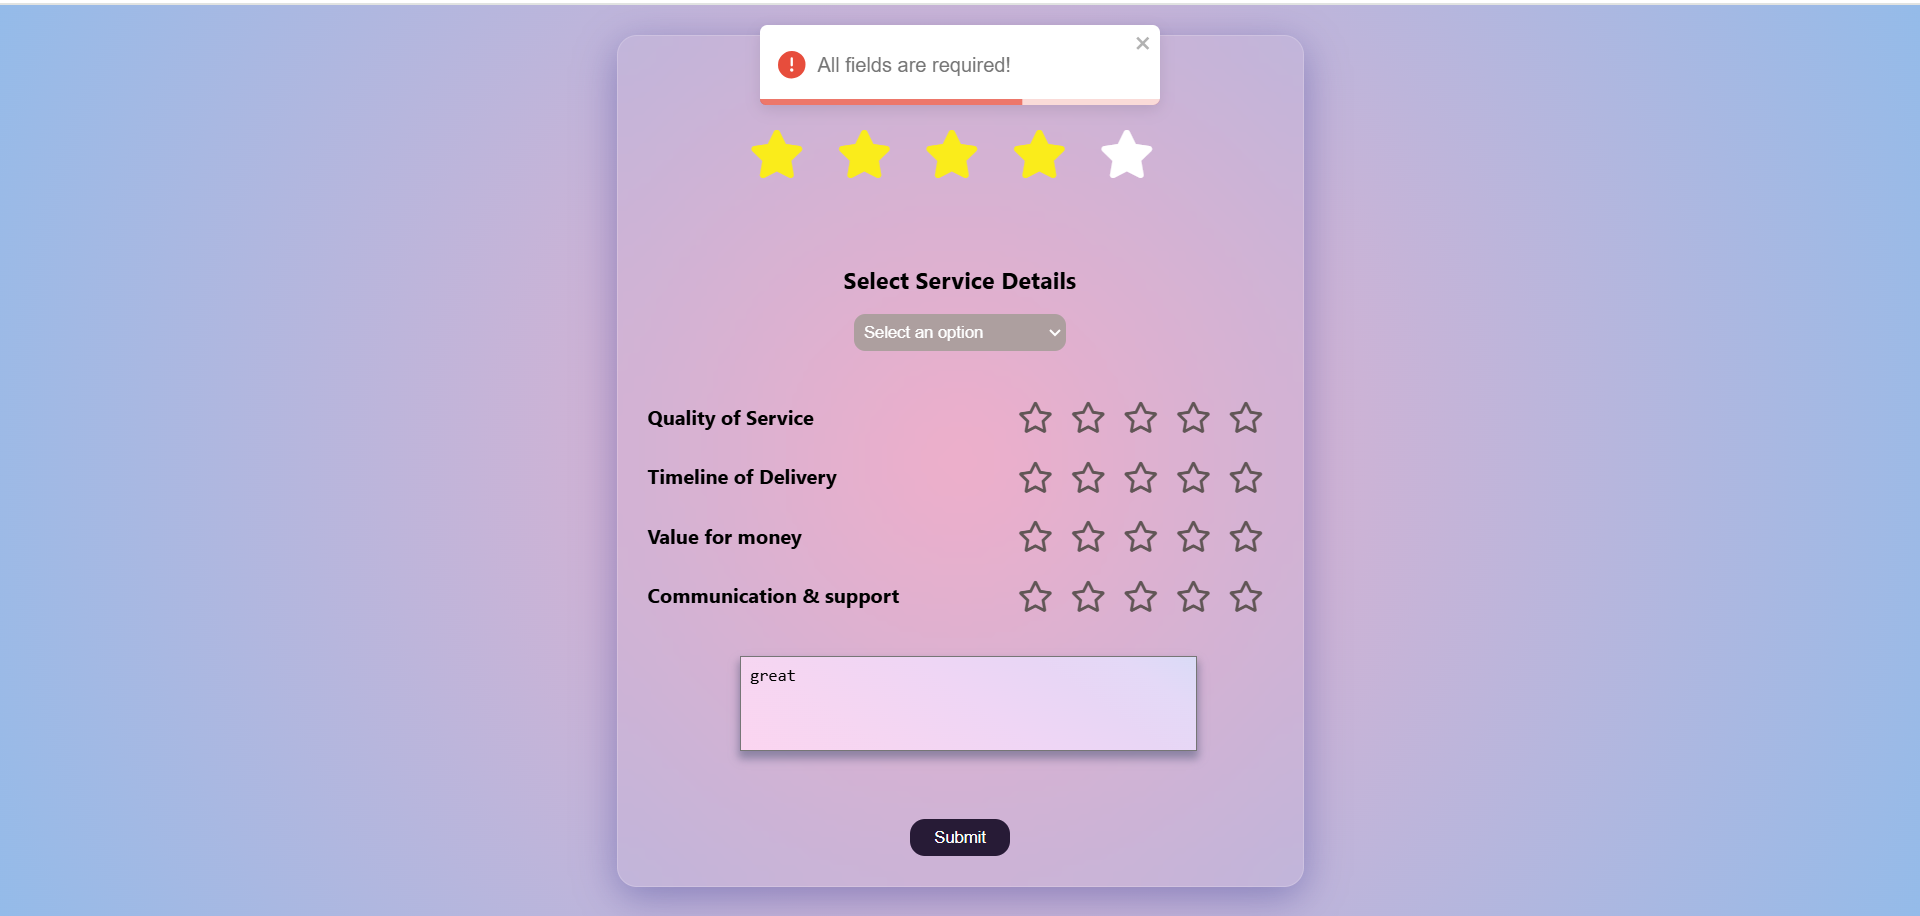 All fields are required!
Select Service Details
Select an option
Quality of Service
Timeline of Delivery
Value for money
Communication & support
great
Submit